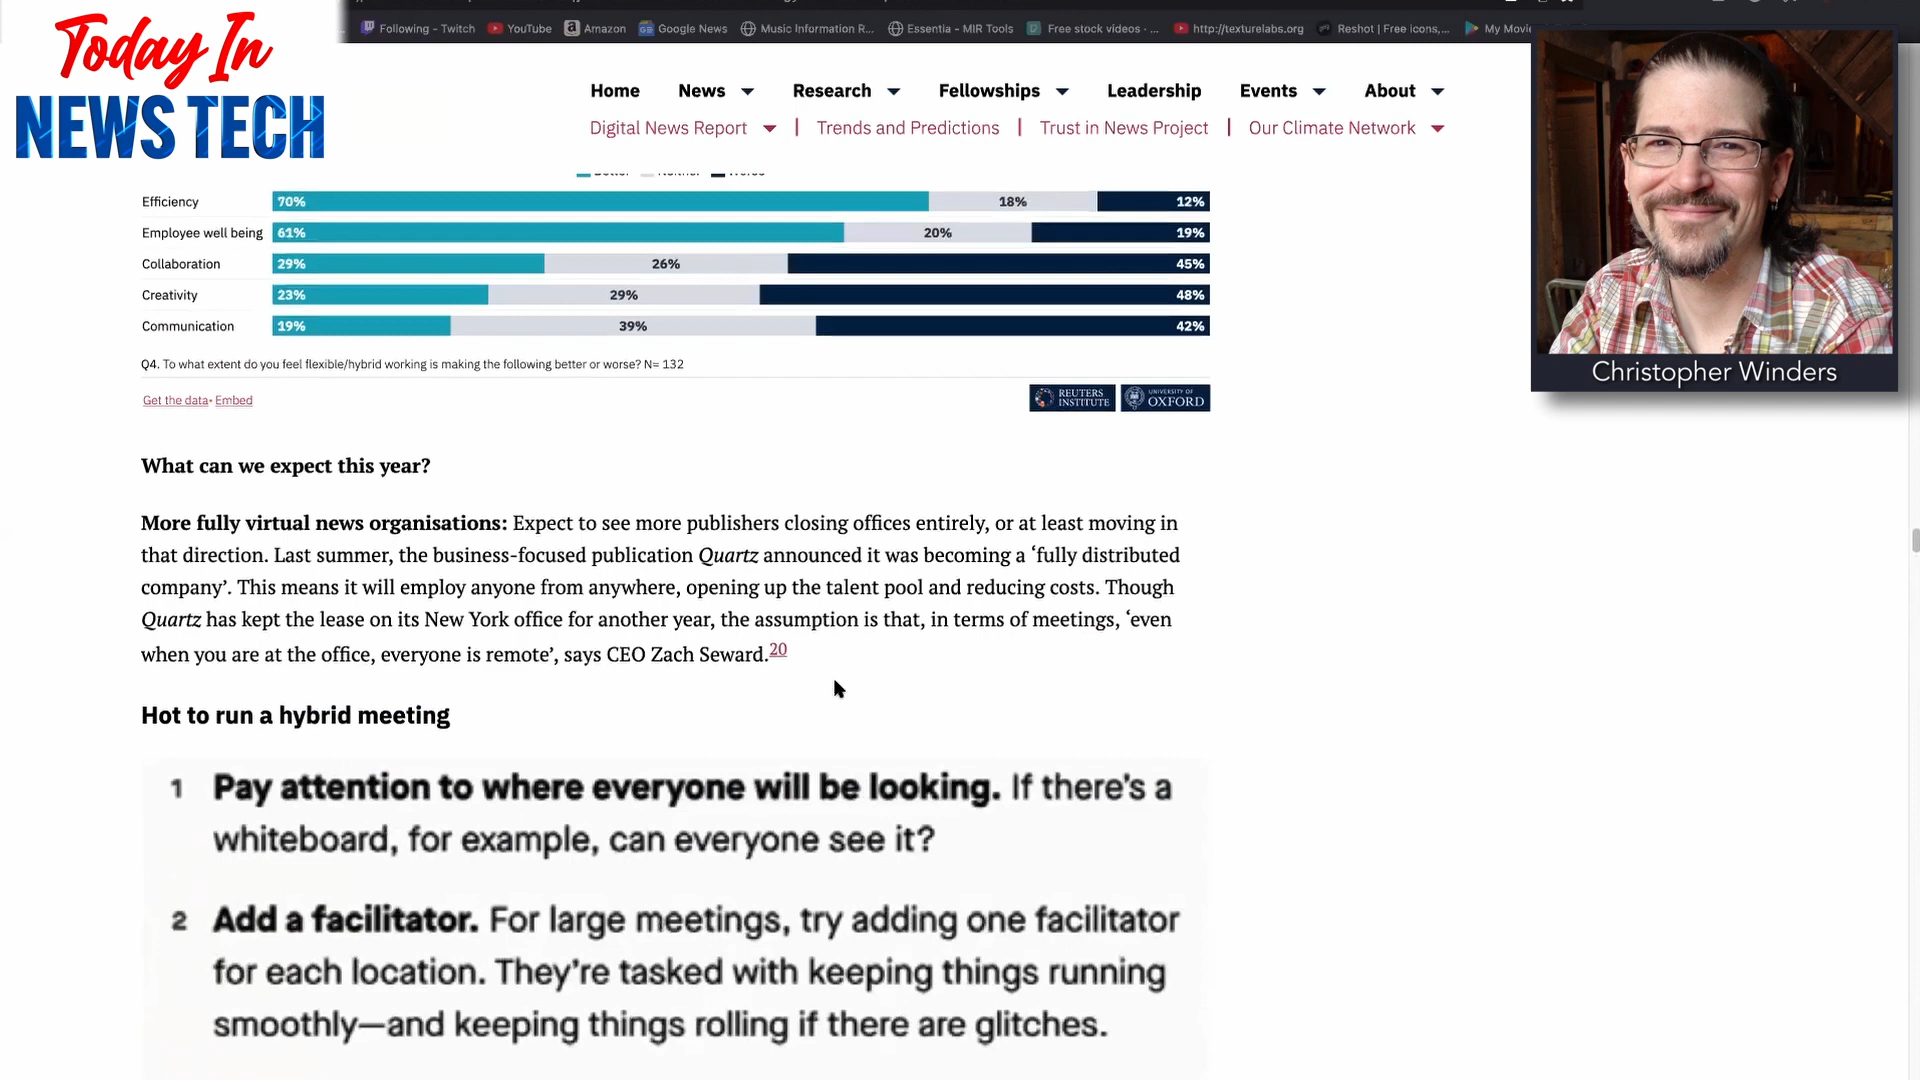 Today In
NEWS TECH
Following - Twitch
YouTube
Amazon
Google News
Music Information R...
Essentia - MIR Tools
Free stock videos - ...
http://texturelabs.org
Reshot | Free icons,...
My Movi
Home News Research Fellowships Leadership Events About
Digital News Report | Trends and Predictions | Trust in News Project | Our Climate Network
Christopher Winders
Efficiency 70% 18% 12%
Employee well being 61% 20% 19%
Collaboration 29% 26% 45%
Creativity 23% 29% 48%
Communication 19% 39% 42%
Q4. To what extent do you feel flexible/hybrid working is making the following better or worse? N= 132
Get the data • Embed
REUTERS
INSTITUTE
UNIVERSITY OF
OXFORD
What can we expect this year?
More fully virtual news organisations: Expect to see more publishers closing offices entirely, or at least moving in
that direction. Last summer, the business-focused publication Quartz announced it was becoming a ‘fully distributed
company’. This means it will employ anyone from anywhere, opening up the talent pool and reducing costs. Though
Quartz has kept the lease on its New York office for another year, the assumption is that, in terms of meetings, ‘even
when you are at the office, everyone is remote’, says CEO Zach Seward.20
Hot to run a hybrid meeting
1 Pay attention to where everyone will be looking. If there's a
whiteboard, for example, can everyone see it?
2 Add a facilitator. For large meetings, try adding one facilitator
for each location. They're tasked with keeping things running
smoothly—and keeping things rolling if there are glitches.